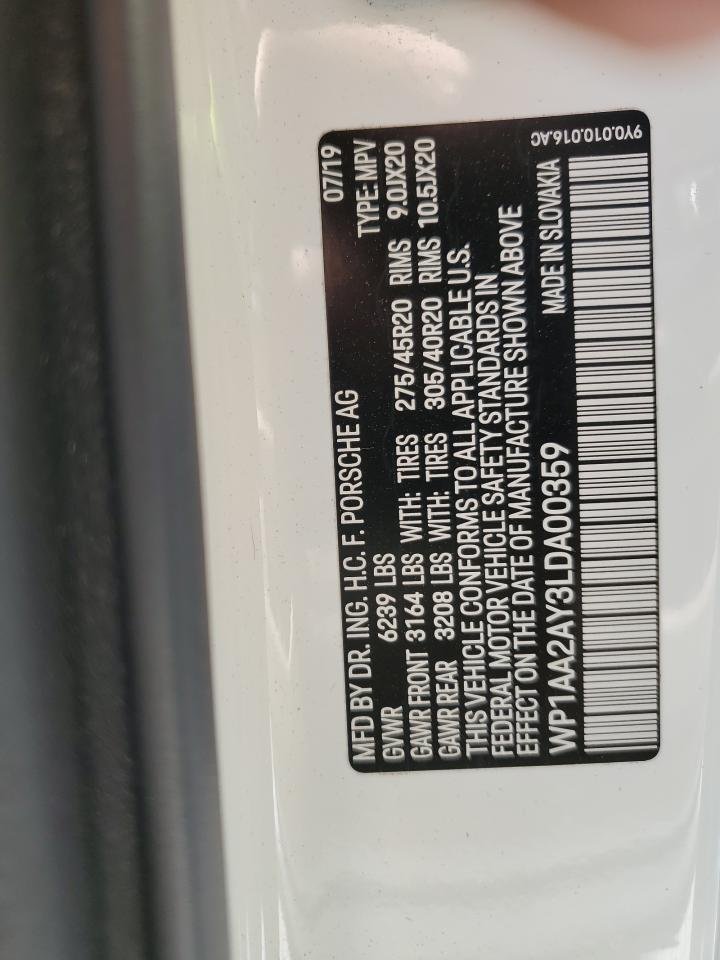 MFD BY DR. ING. H.C. F. PORSCHE AG 07/19
GVWR 6239 LBS TYPE: MPV
GAWR FRONT 3164 LBS WITH: TIRES 275/45R20 RIMS 9.0JX20
GAWR REAR 3208 LBS WITH: TIRES 305/40R20 RIMS 10.5JX20
THIS VEHICLE CONFORMS TO ALL APPLICABLE U.S.
FEDERAL MOTOR VEHICLE SAFETY STANDARDS IN
EFFECT ON THE DATE OF MANUFACTURE SHOWN ABOVE
WP1AA2AY3LDA00359 MADE IN SLOVAKIA
9Y0.010.016.AC